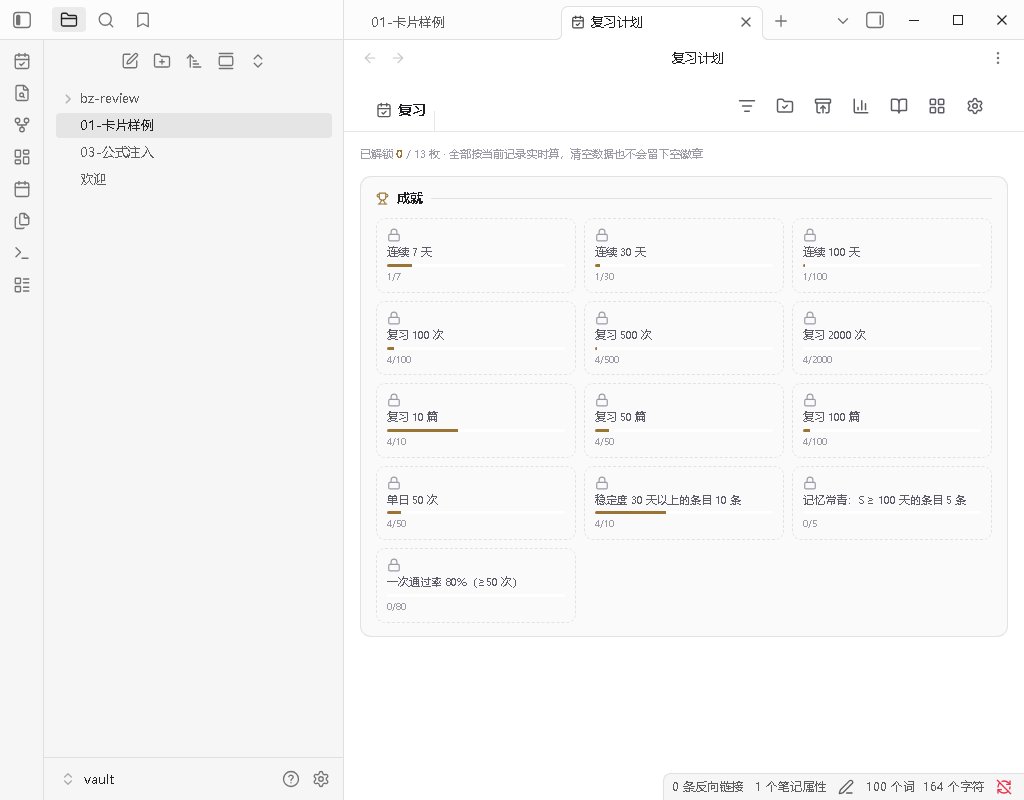 01-卡片样例
复习计划
复习计划
bz-review
01-卡片样例
03-公式注入
欢迎
复习
已解锁 0 / 13 枚 · 全部按当前记录实时算，清空数据也不会留下空徽章
成就
连续 7 天
1/7
连续 30 天
1/30
连续 100 天
1/100
复习 100 次
4/100
复习 500 次
4/500
复习 2000 次
4/2000
复习 10 篇
4/10
复习 50 篇
4/50
复习 100 篇
4/100
单日 50 次
4/50
稳定度 30 天以上的条目 10 条
4/10
记忆常青：S ≥ 100 天的条目 5 条
0/5
一次通过率 80%（≥50 次）
0/80
vault
0 条反向链接 1 个笔记属性 100 个词 164 个字符